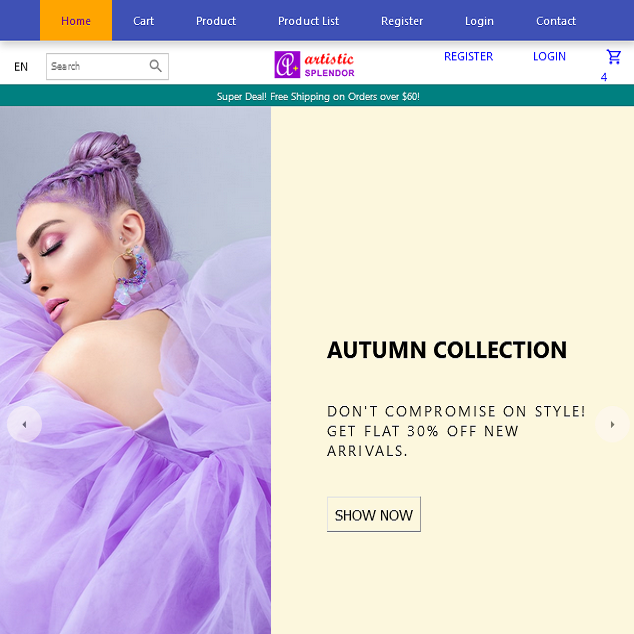 Home Cart Product Product List Register Login Contact
EN Search artistic REGISTER LOGIN
SPLENDOR 4
Super Deal! Free Shipping on Orders over $60!
AUTUMN COLLECTION
DON'T COMPROMISE ON STYLE!
GET FLAT 30% OFF NEW
ARRIVALS.
SHOW NOW